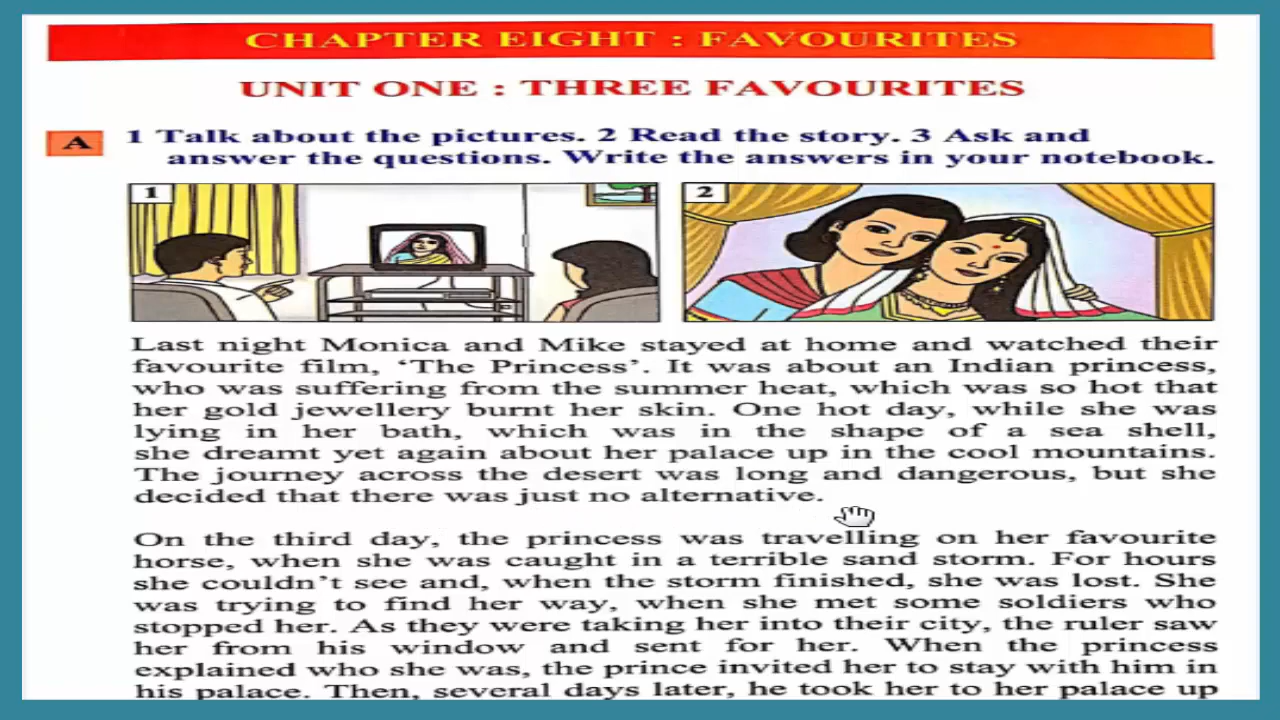 CHAPTER EIGHT : FAVOURITES
UNIT ONE : THREE FAVOURITES
A 1 Talk about the pictures. 2 Read the story. 3 Ask and
answer the questions. Write the answers in your notebook.
1
2
Last night Monica and Mike stayed at home and watched their
favourite film, ‘The Princess’. It was about an Indian princess,
who was suffering from the summer heat, which was so hot that
her gold jewellery burnt her skin. One hot day, while she was
lying in her bath, which was in the shape of a sea shell,
she dreamt yet again about her palace up in the cool mountains.
The journey across the desert was long and dangerous, but she
decided that there was just no alternative.
On the third day, the princess was travelling on her favourite
horse, when she was caught in a terrible sand storm. For hours
she couldn’t see and, when the storm finished, she was lost. She
was trying to find her way, when she met some soldiers who
stopped her. As they were taking her into their city, the ruler saw
her from his window and sent for her. When the princess
explained who she was, the prince invited her to stay with him in
his palace. Then, several days later, he took her to her palace up